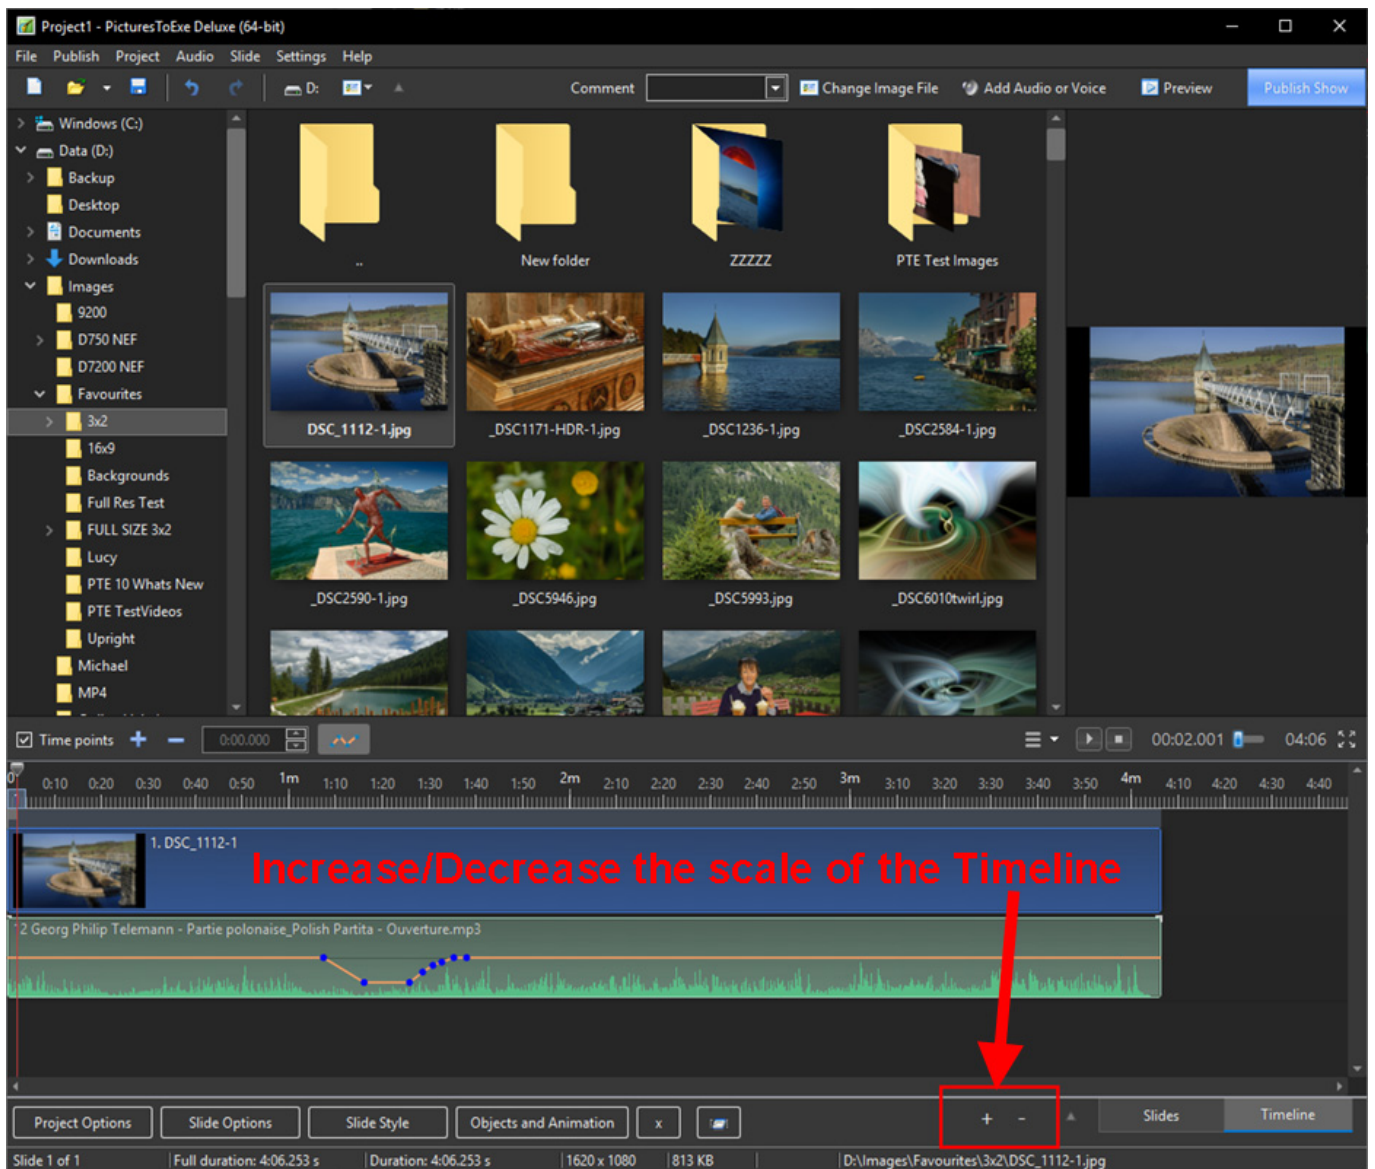 Project1 - PicturesToExe Deluxe (64-bit)
File Publish Project Audio Slide Settings Help
D: Comment Change Image File Add Audio or Voice Preview Publish Show
Windows (C:)
Data (D:)
Backup
Desktop
Documents
Downloads
Images
9200
D750 NEF
D7200 NEF
Favourites
3x2
16x9
Backgrounds
Full Res Test
FULL SIZE 3x2
Lucy
PTE 10 Whats New
PTE TestVideos
Upright
Michael
MP4
.. New folder ZZZZZ PTE Test Images
DSC_1112-1.jpg _DSC1171-HDR-1.jpg _DSC1236-1.jpg _DSC2584-1.jpg
_DSC2590-1.jpg _DSC5946.jpg _DSC5993.jpg _DSC6010twirl.jpg
Time points 0:00.000 00:02.001 04:06
0 0:10 0:20 0:30 0:40 0:50 1m 1:10 1:20 1:30 1:40 1:50 2m 2:10 2:20 2:30 2:40 2:50 3m 3:10 3:20 3:30 3:40 3:50 4m 4:10 4:20 4:30 4:40
1. DSC_1112-1
Increase/Decrease the scale of the Timeline
2 Georg Philip Telemann - Partie polonaise_Polish Partita - Ouverture.mp3
Project Options Slide Options Slide Style Objects and Animation x + - Slides Timeline
Slide 1 of 1 Full duration: 4:06.253 s Duration: 4:06.253 s 1620 x 1080 813 KB D:\Images\Favourites\3x2\DSC_1112-1.jpg